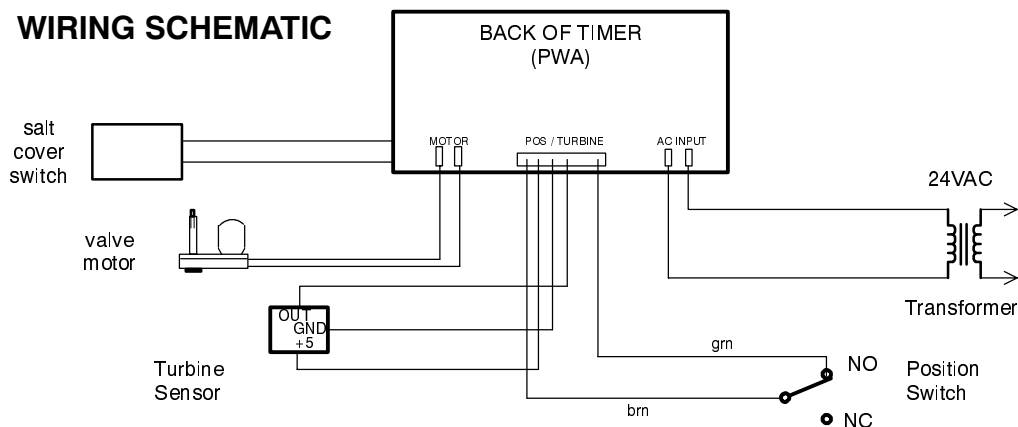 WIRING SCHEMATIC
BACK OF TIMER
(PWA)
salt
cover
switch
MOTOR
POS / TURBINE
AC INPUT
24VAC
valve
motor
Transformer
OUT
GND
+5
Turbine
Sensor
grn
NO
Position
Switch
brn
NC